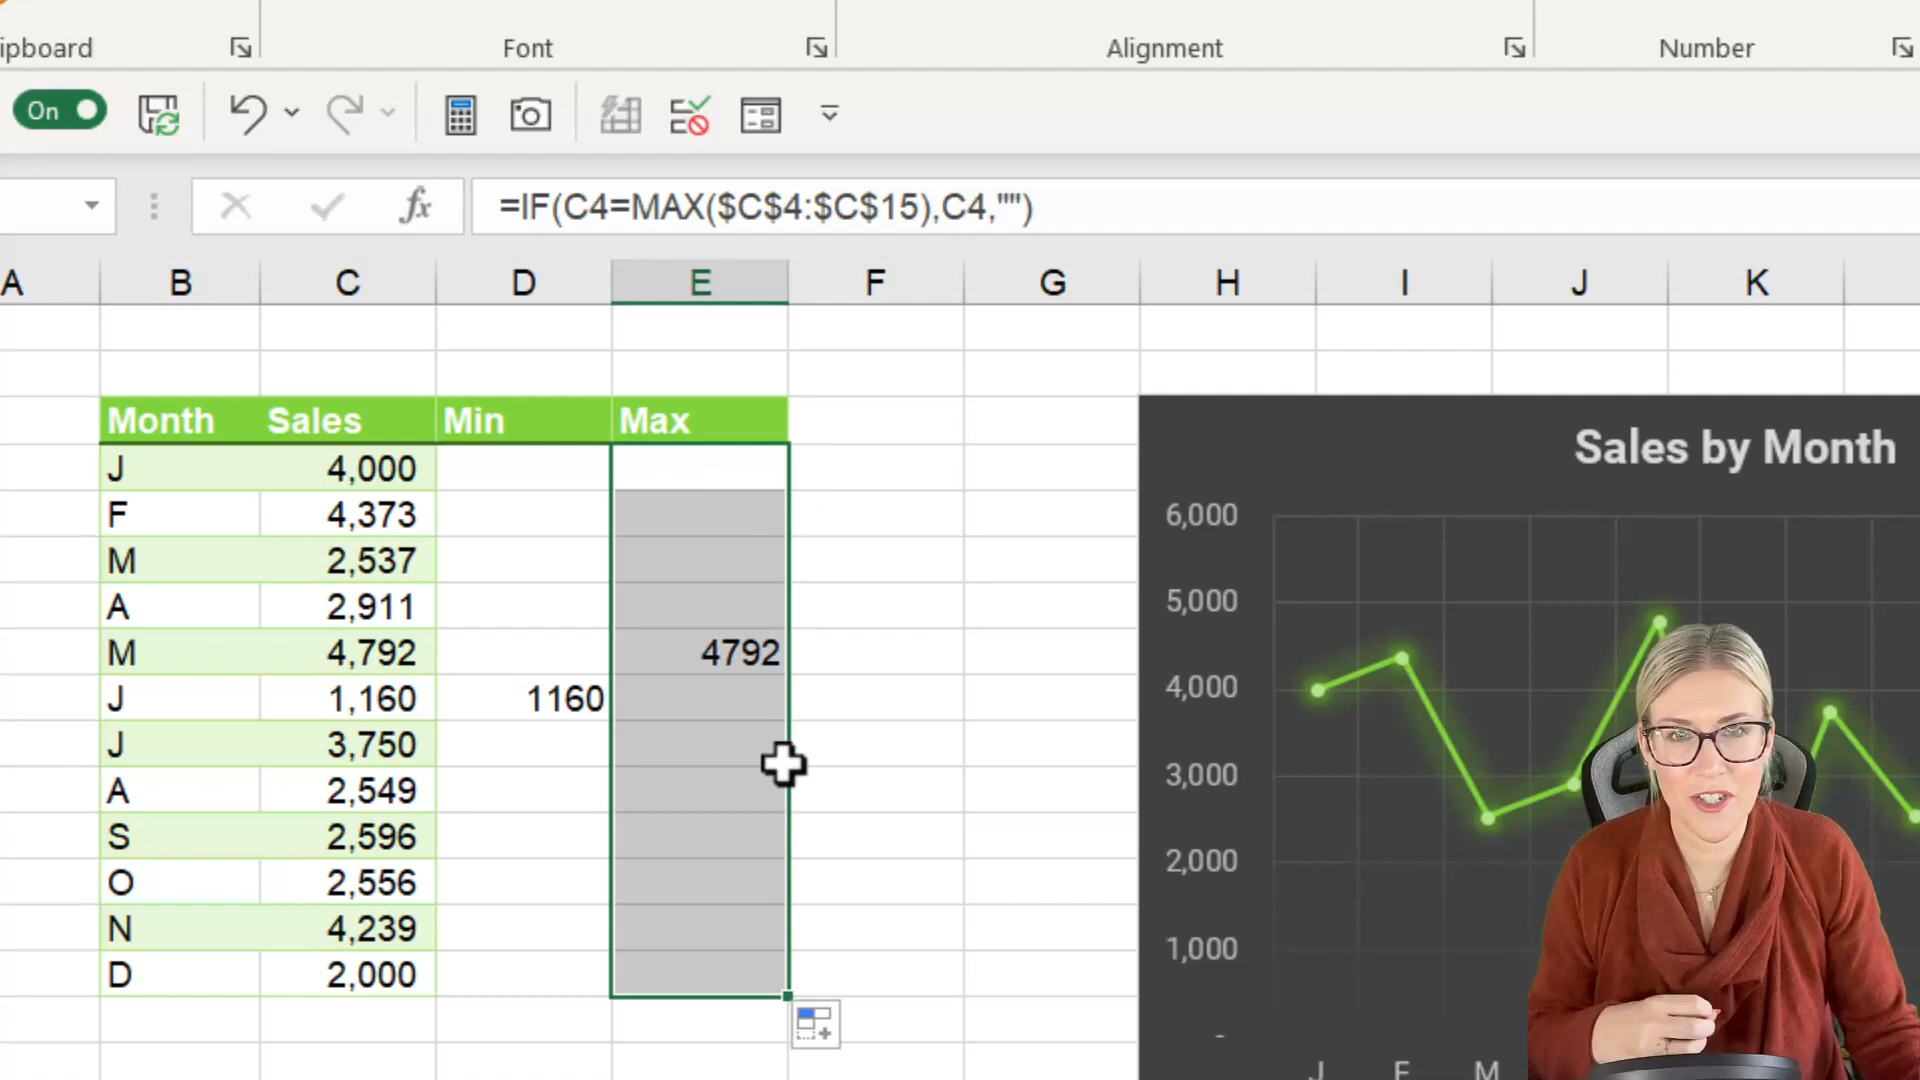 ipboard
Font
Alignment
Number
On
fx
=IF(C4=MAX($C$4:$C$15),C4,"")
A B C D E F G H I J K
Month Sales Min Max
J 4,000
F 4,373
M 2,537
A 2,911
M 4,792 4792
J 1,160 1160
J 3,750
A 2,549
S 2,596
O 2,556
N 4,239
D 2,000
Sales by Month
6,000
5,000
4,000
3,000
2,000
1,000
-
J F M